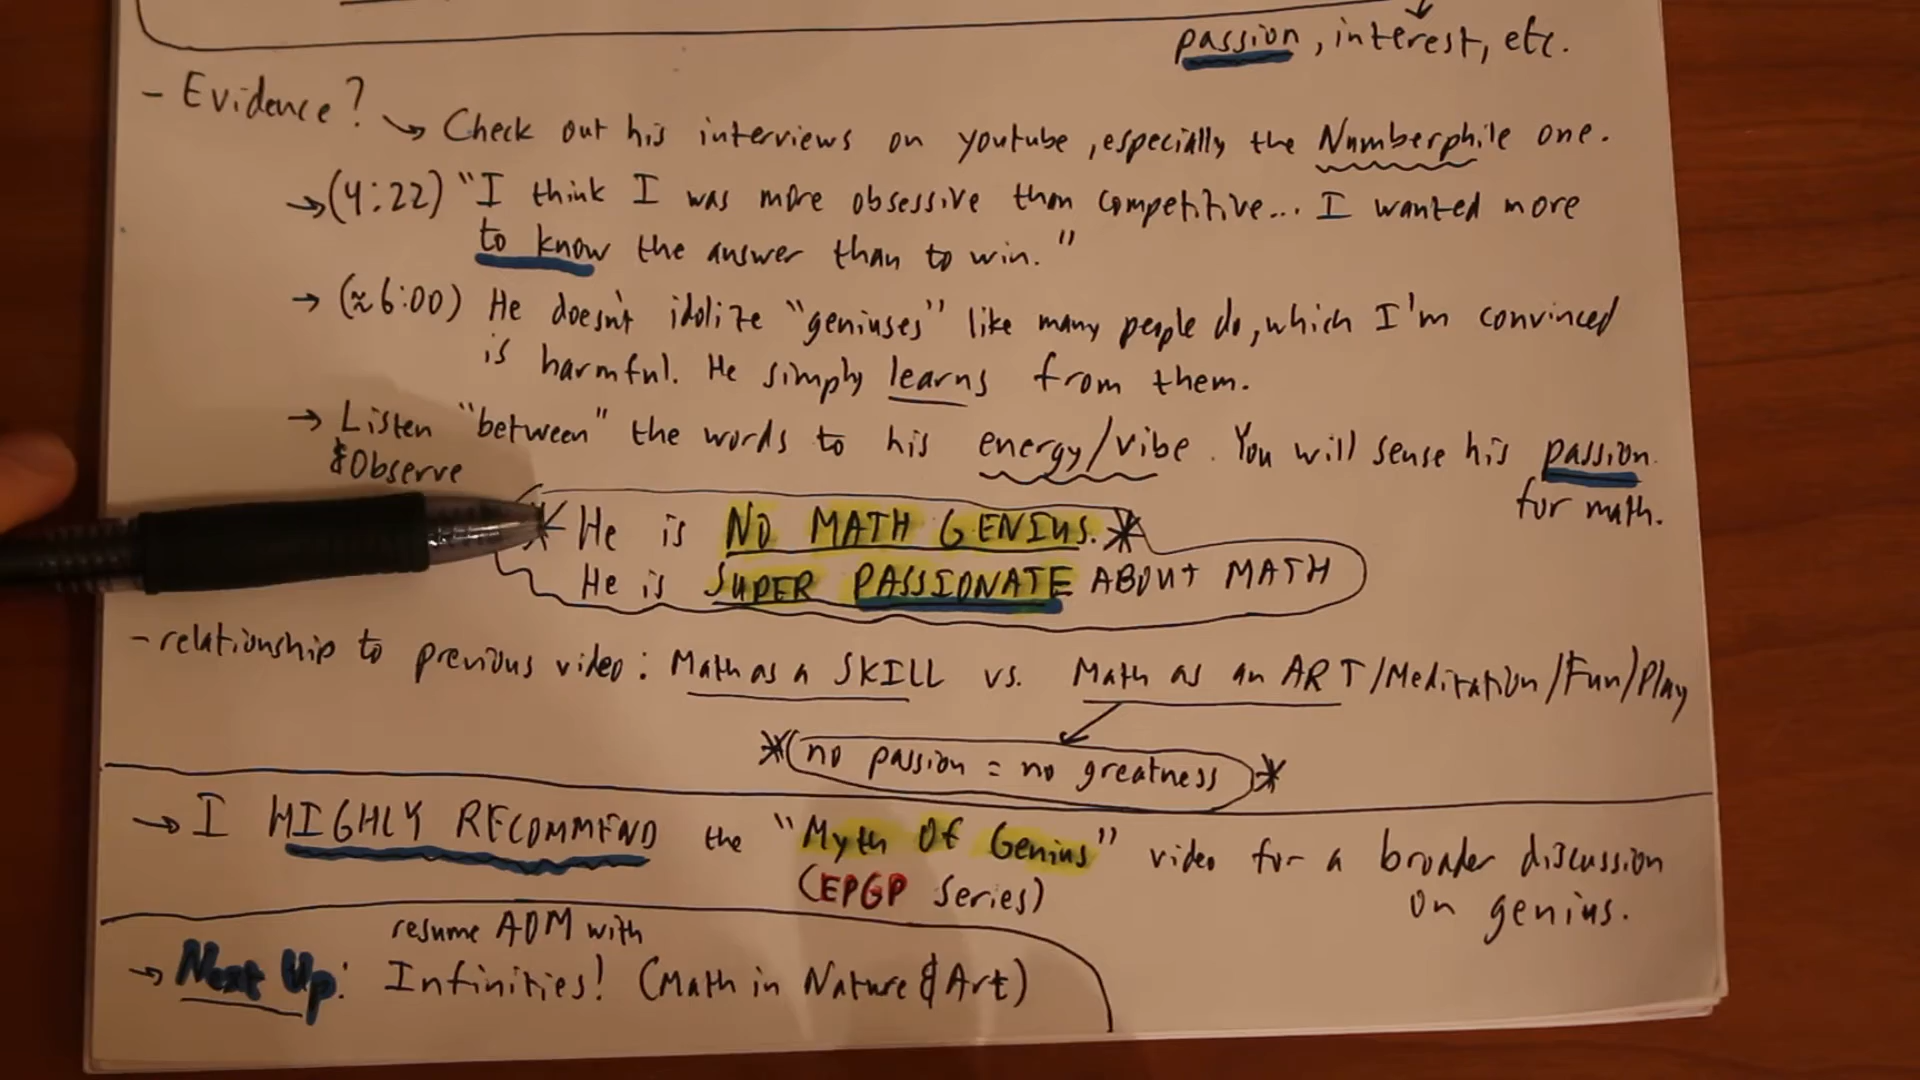 passion, interest, etc.
- Evidence? → Check out his interviews on youtube, especially the Numberphile one.
→ (4:22) "I think I was more obsessive than competitive... I wanted more
to know the answer than to win."
→ (≈6:00) He doesn't idolize "geniuses" like many people do, which I'm convinced
is harmful. He simply learns from them.
→ Listen "between" the words to his energy/vibe. You will sense his passion
& Observe
for math.
* He is NO MATH GENIUS. *
He is SUPER PASSIONATE ABOUT MATH
- relationship to previous video: Math as a SKILL vs. Math as an ART/Meditation/Fun/Play
* no passion = no greatness *
→ I HIGHLY RECOMMEND the "Myth Of Genius" video for a broader discussion
(EPGP Series) on genius.
resume ADM with
→ Next Up: Infinities! (Math in Nature & Art)